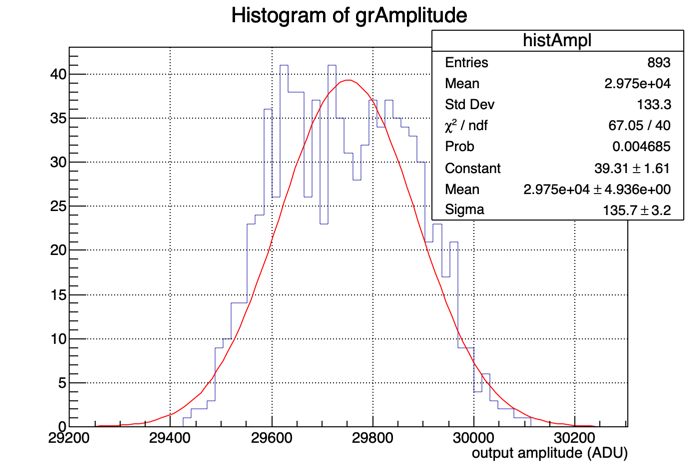 Histogram of grAmplitude
histAmpl
Entries 893
Mean 2.975e+04
Std Dev 133.3
χ² / ndf 67.05 / 40
Prob 0.004685
Constant 39.31 ± 1.61
Mean 2.975e+04 ± 4.936e+00
Sigma 135.7 ± 3.2
40
35
30
25
20
15
10
5
0
29200 29400 29600 29800 30000 30200
output amplitude (ADU)